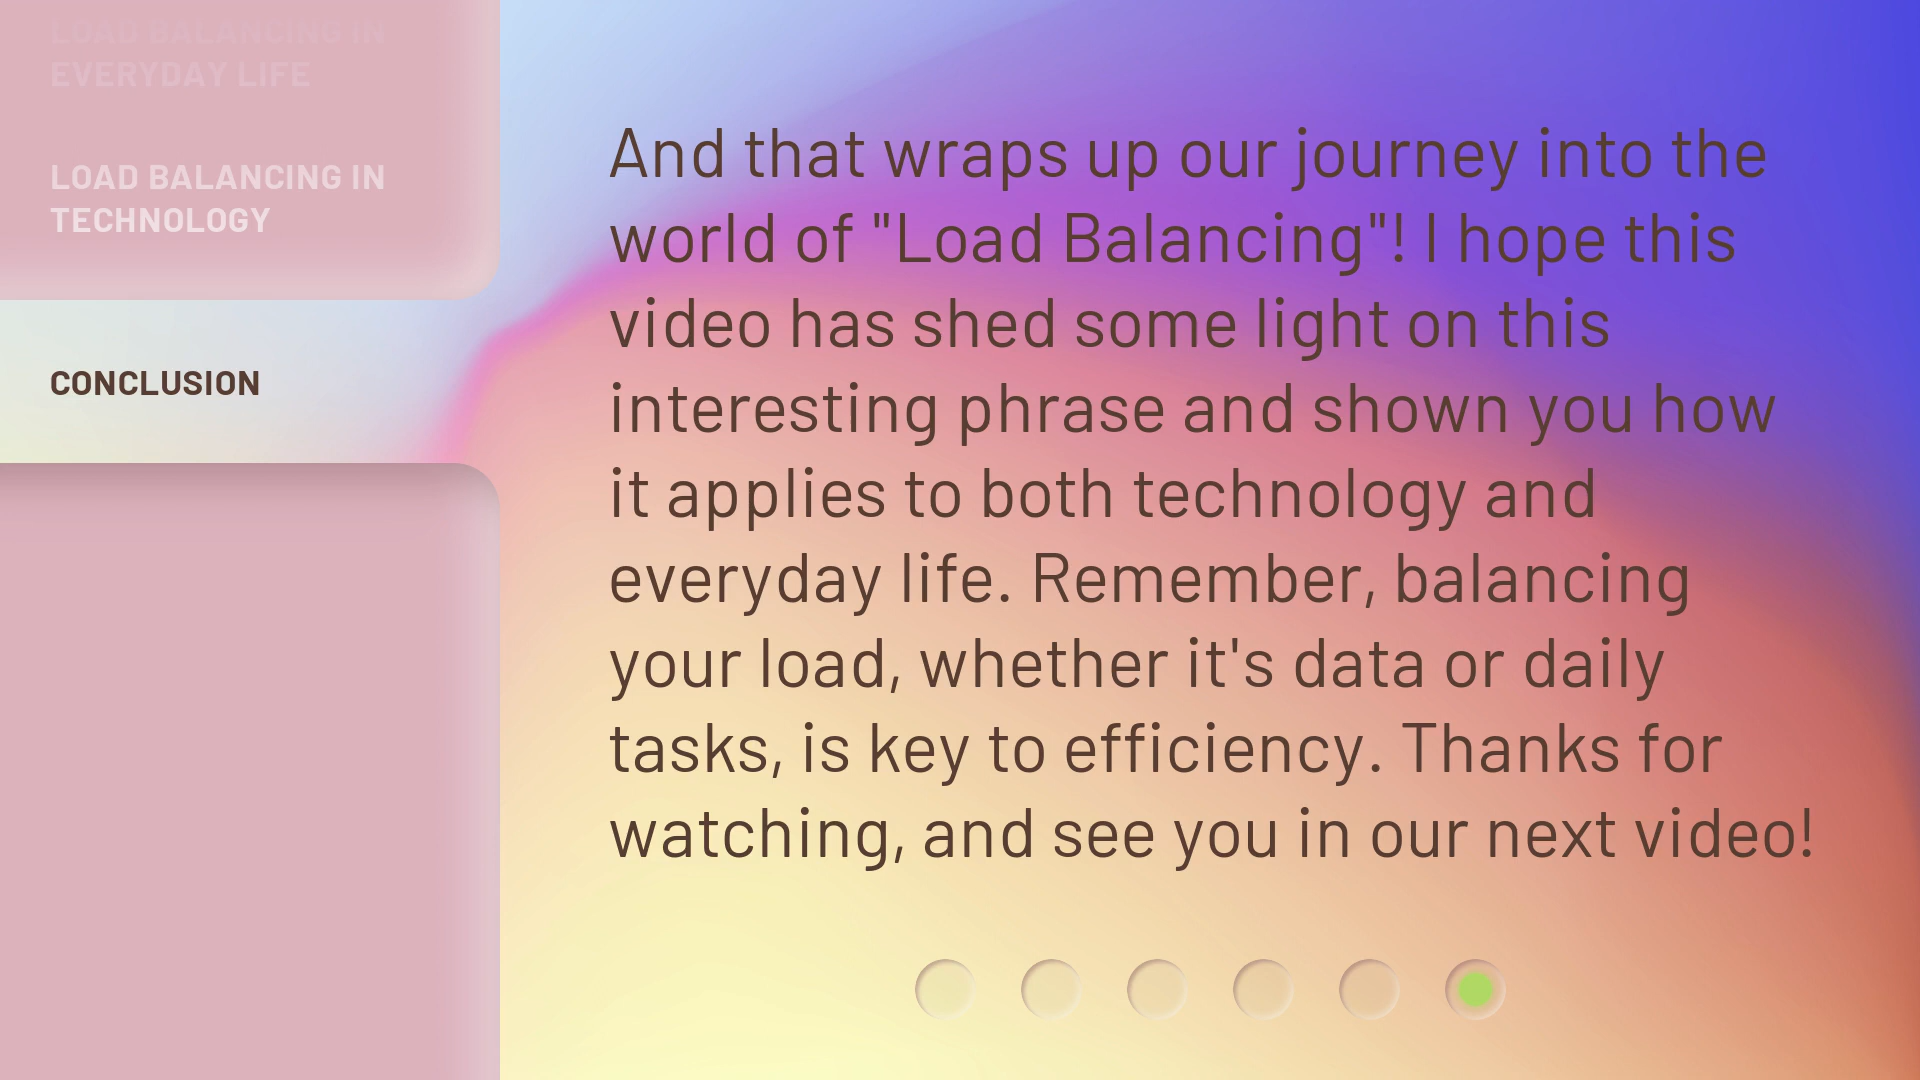 LOAD BALANCING IN
EVERYDAY LIFE
LOAD BALANCING IN
TECHNOLOGY
CONCLUSION
And that wraps up our journey into the
world of "Load Balancing"! I hope this
video has shed some light on this
interesting phrase and shown you how
it applies to both technology and
everyday life. Remember, balancing
your load, whether it's data or daily
tasks, is key to efficiency. Thanks for
watching, and see you in our next video!